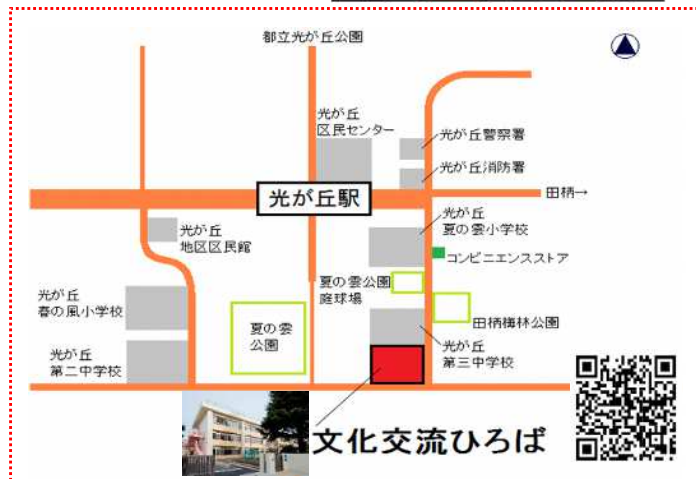 都立光が丘公園
光が丘
区民センター
光が丘警察署
光が丘消防署
光が丘駅
田柄→
光が丘
地区区民館
光が丘
夏の雲小学校
コンビニエンスストア
光が丘
春の風小学校
夏の雲公園
庭球場
夏の雲
公園
田柄梅林公園
光が丘
第二中学校
光が丘
第三中学校
文化交流ひろば